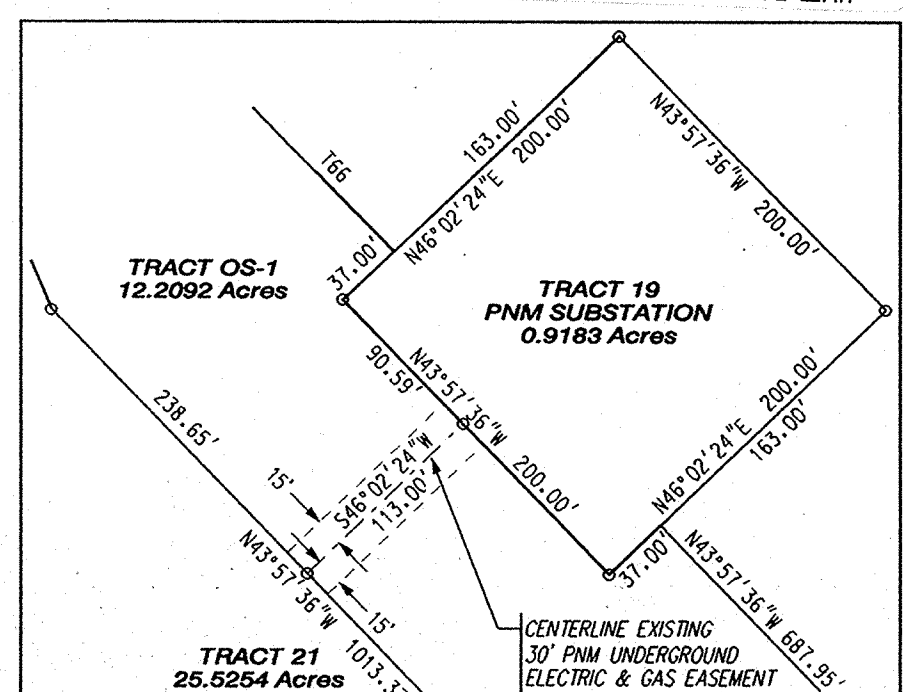 163.00'
N46°02'24"E 200.00'
N43°57'36"W 200.00'
T66
37.00'
TRACT OS-1
12.2092 Acres
TRACT 19
PNM SUBSTATION
0.9183 Acres
90.59'
N43°57'36"W
200.00'
238.65'
15'
S46°02'24"W
113.00'
N46°02'24"E 200.00'
163.00'
37.00'
N43°57'36"W 687.95'
N43°57'36"W
15'
CENTERLINE EXISTING
30' PNM UNDERGROUND
ELECTRIC & GAS EASEMENT
TRACT 21
25.5254 Acres